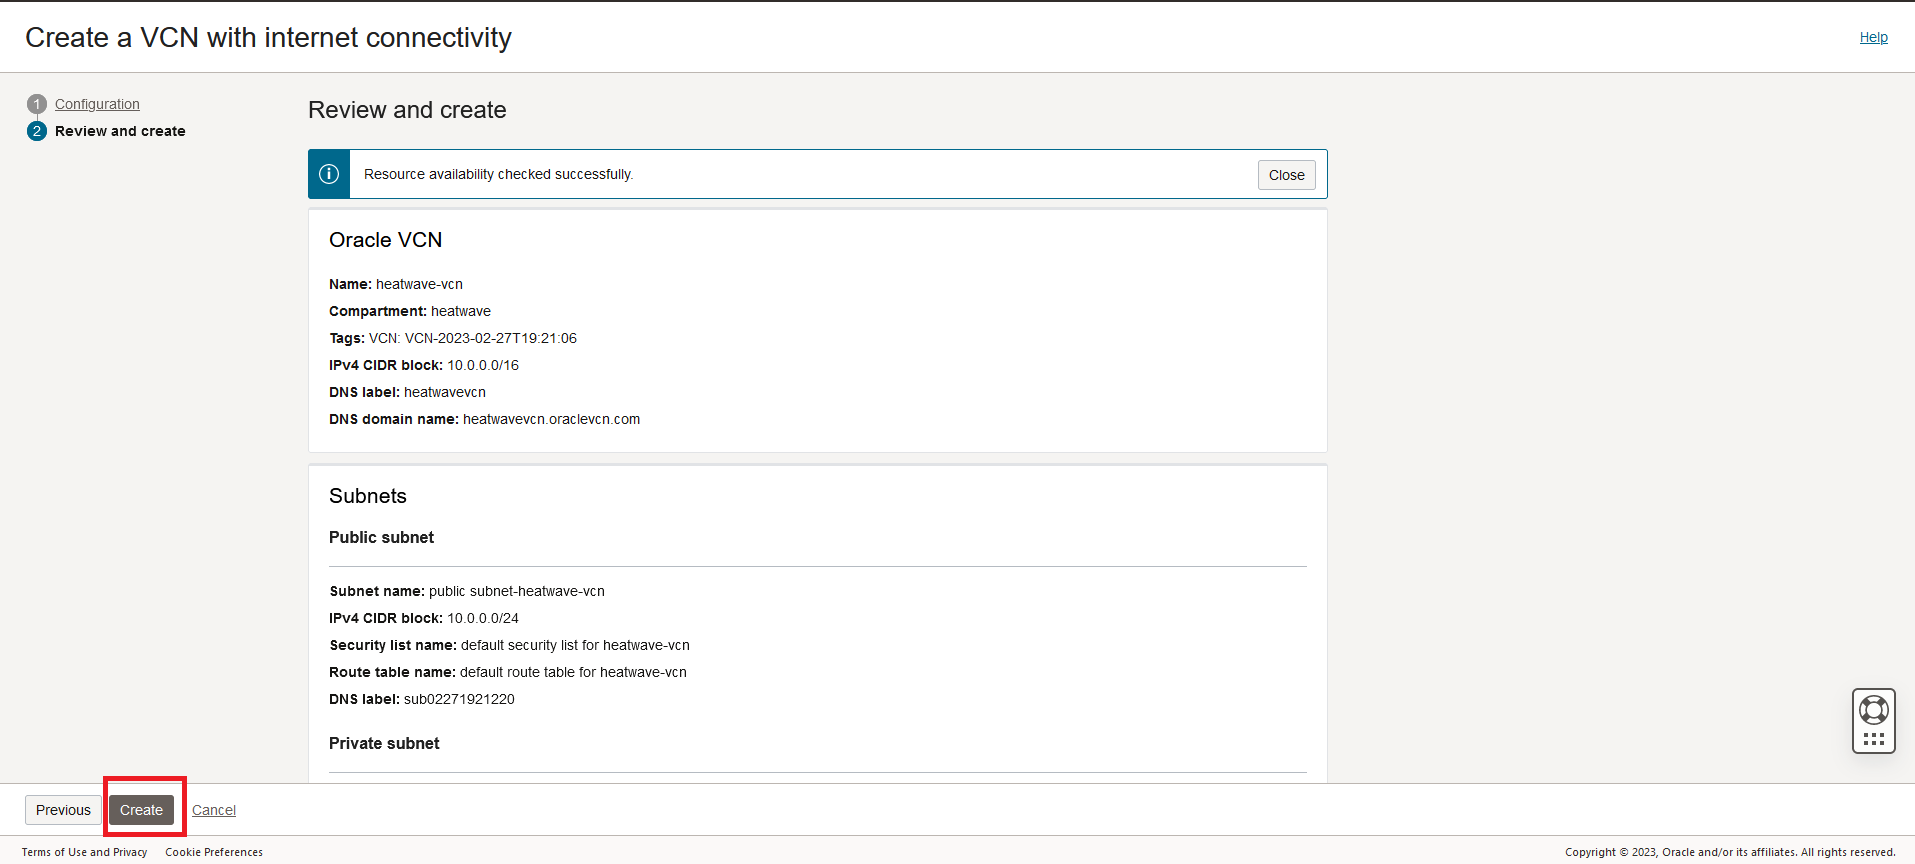 Create a VCN with internet connectivity
Help
1 Configuration
2 Review and create
Review and create
Resource availability checked successfully.
Close
Oracle VCN
Name: heatwave-vcn
Compartment: heatwave
Tags: VCN: VCN-2023-02-27T19:21:06
IPv4 CIDR block: 10.0.0.0/16
DNS label: heatwavevcn
DNS domain name: heatwavevcn.oraclevcn.com
Subnets
Public subnet
Subnet name: public subnet-heatwave-vcn
IPv4 CIDR block: 10.0.0.0/24
Security list name: default security list for heatwave-vcn
Route table name: default route table for heatwave-vcn
DNS label: sub02271921220
Private subnet
Previous Create Cancel
Terms of Use and Privacy Cookie Preferences
Copyright © 2023, Oracle and/or its affiliates. All rights reserved.